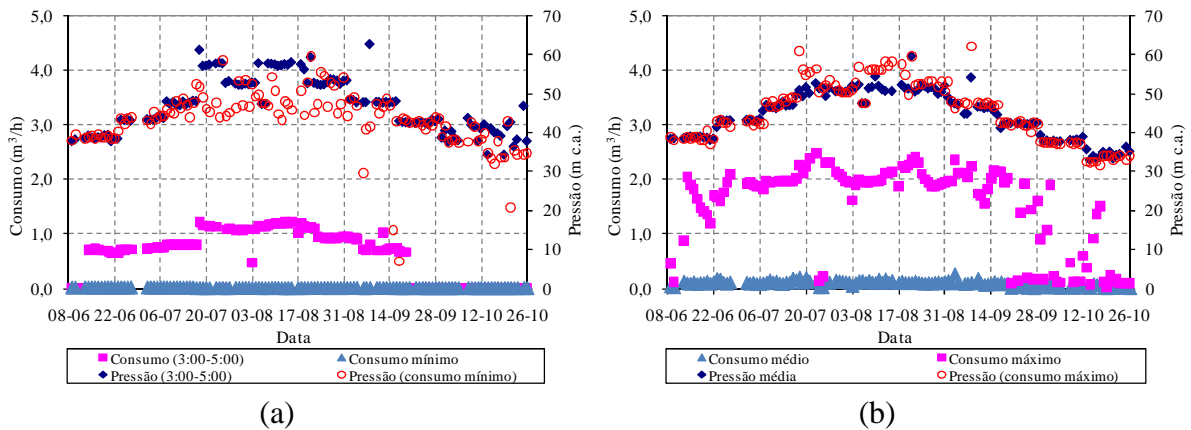 5,0 70
60
4,0
50
3,0 40
2,0 30
20
1,0
10
0,0 0
Consumo (m³/h)
Pressão (m c.a.)
08-06 22-06 06-07 20-07 03-08 17-08 31-08 14-09 28-09 12-10 26-10
Data
Consumo (3:00-5:00) Consumo mínimo
Pressão (3:00-5:00) Pressão (consumo mínimo)
(a)
5,0 70
60
4,0
50
3,0 40
2,0 30
20
1,0
10
0,0 0
Consumo (m³/h)
Pressão (m c.a.)
08-06 22-06 06-07 20-07 03-08 17-08 31-08 14-09 28-09 12-10 26-10
Data
Consumo médio Consumo máximo
Pressão média Pressão (consumo máximo)
(b)